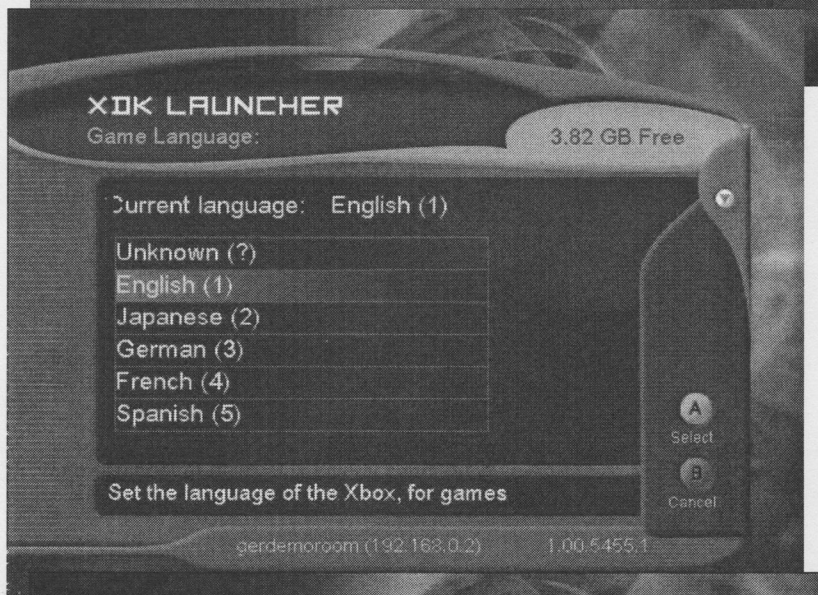 XDK LAUNCHER
Game Language:
3.82 GB Free
Current language: English (1)
Unknown (?)
English (1)
Japanese (2)
German (3)
French (4)
Spanish (5)
A
Select
B
Cancel
Set the language of the Xbox, for games
gerdemoroom (192.168.0.2) 1.00.5455.1